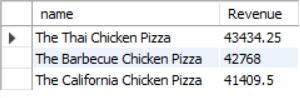 name Revenue
The Thai Chicken Pizza 43434.25
The Barbecue Chicken Pizza 42768
The California Chicken Pizza 41409.5